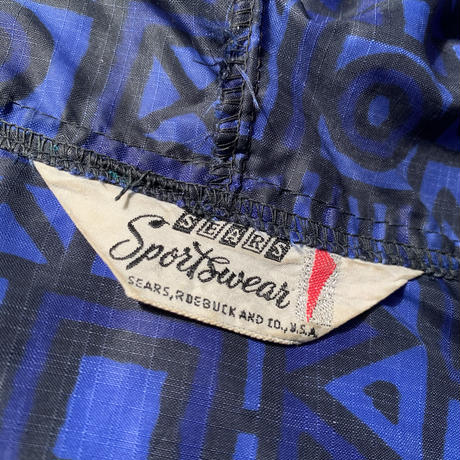 SEARS
Sportswear
SEARS, ROEBUCK AND CO., U.S.A.